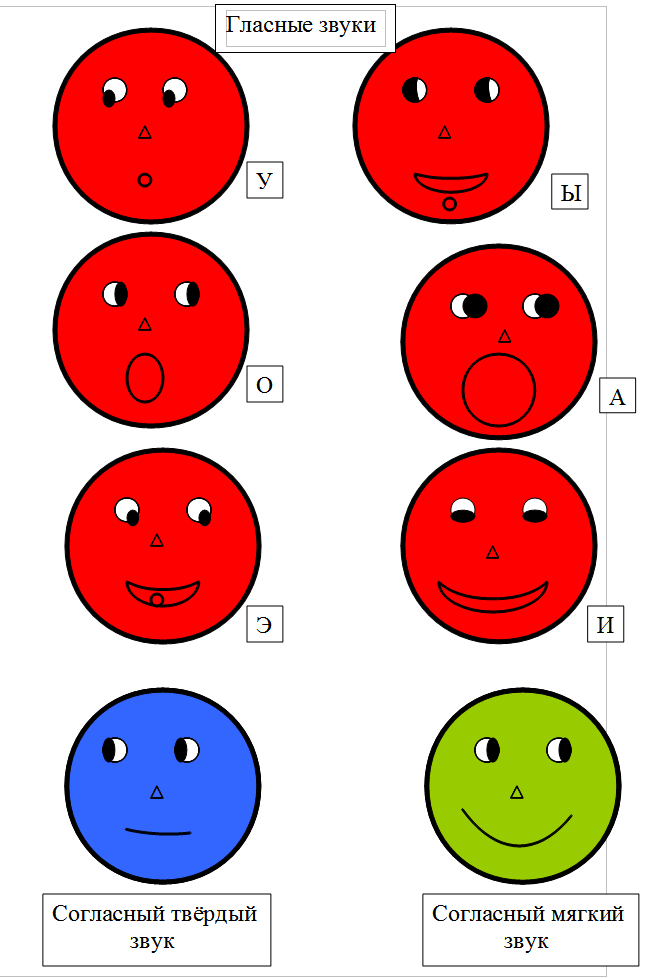 Гласные звуки
У
Ы
О
А
Э
И
Согласный твёрдый
звук
Согласный мягкий
звук